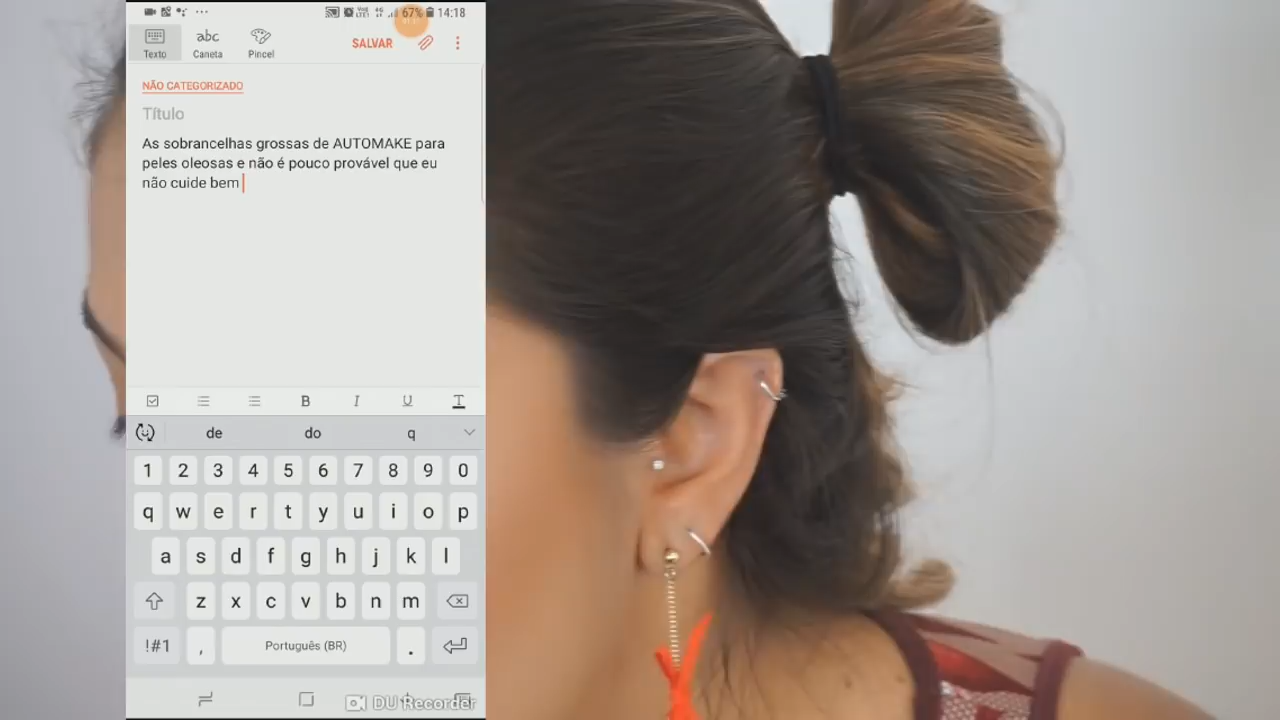 67% 14:18
Texto
abc
Caneta
Pincel
SALVAR
NÃO CATEGORIZADO
Título
As sobrancelhas grossas de AUTOMAKE para
peles oleosas e não é pouco provável que eu
não cuide bem
B I U T
de do q
1 2 3 4 5 6 7 8 9 0
q w e r t y u i o p
a s d f g h j k l
z x c v b n m
!#1 , Português (BR) .
DU Recorder